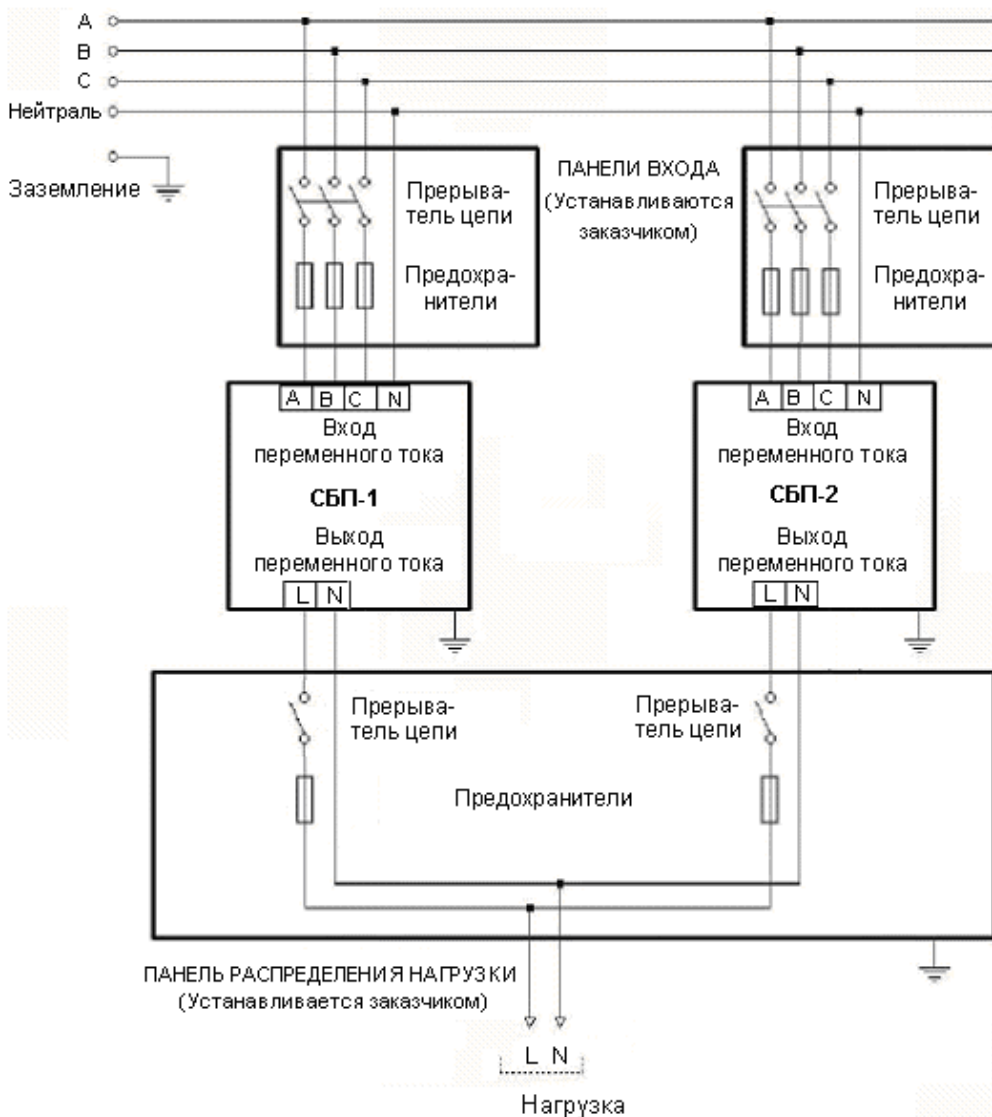 А
В
С
Нейтраль
Заземление
ПАНЕЛИ ВХОДА
(Устанавливаются
заказчиком)
Прерыва-
тель цепи
Предохра-
нители
Прерыва-
тель цепи
Предохра-
нители
A B C N
Вход
переменного тока
СБП-1
Выход
переменного тока
L N
A B C N
Вход
переменного тока
СБП-2
Выход
переменного тока
L N
Прерыва-
тель цепи
Прерыва-
тель цепи
Предохранители
ПАНЕЛЬ РАСПРЕДЕЛЕНИЯ НАГРУЗКИ
(Устанавливается заказчиком)
L N
Нагрузка